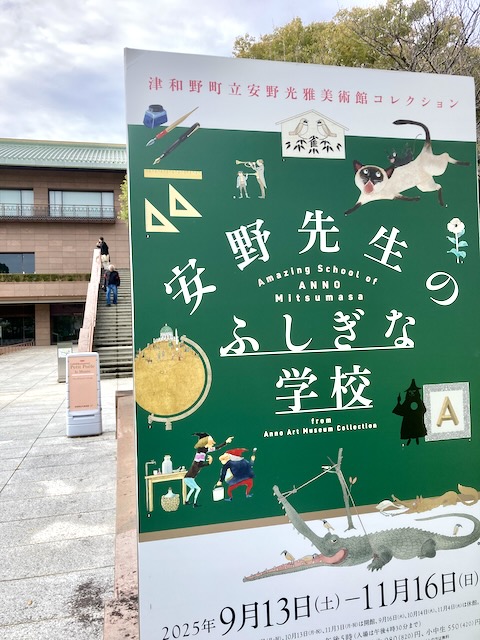 津和野町立安野光雅美術館コレクション
安野先生の
Amazing School of
ANNO
Mitsumasa
ふしぎな
学校
from
Anno Art Museum Collection
A
2025年9月13日(土)ー11月16日(日)